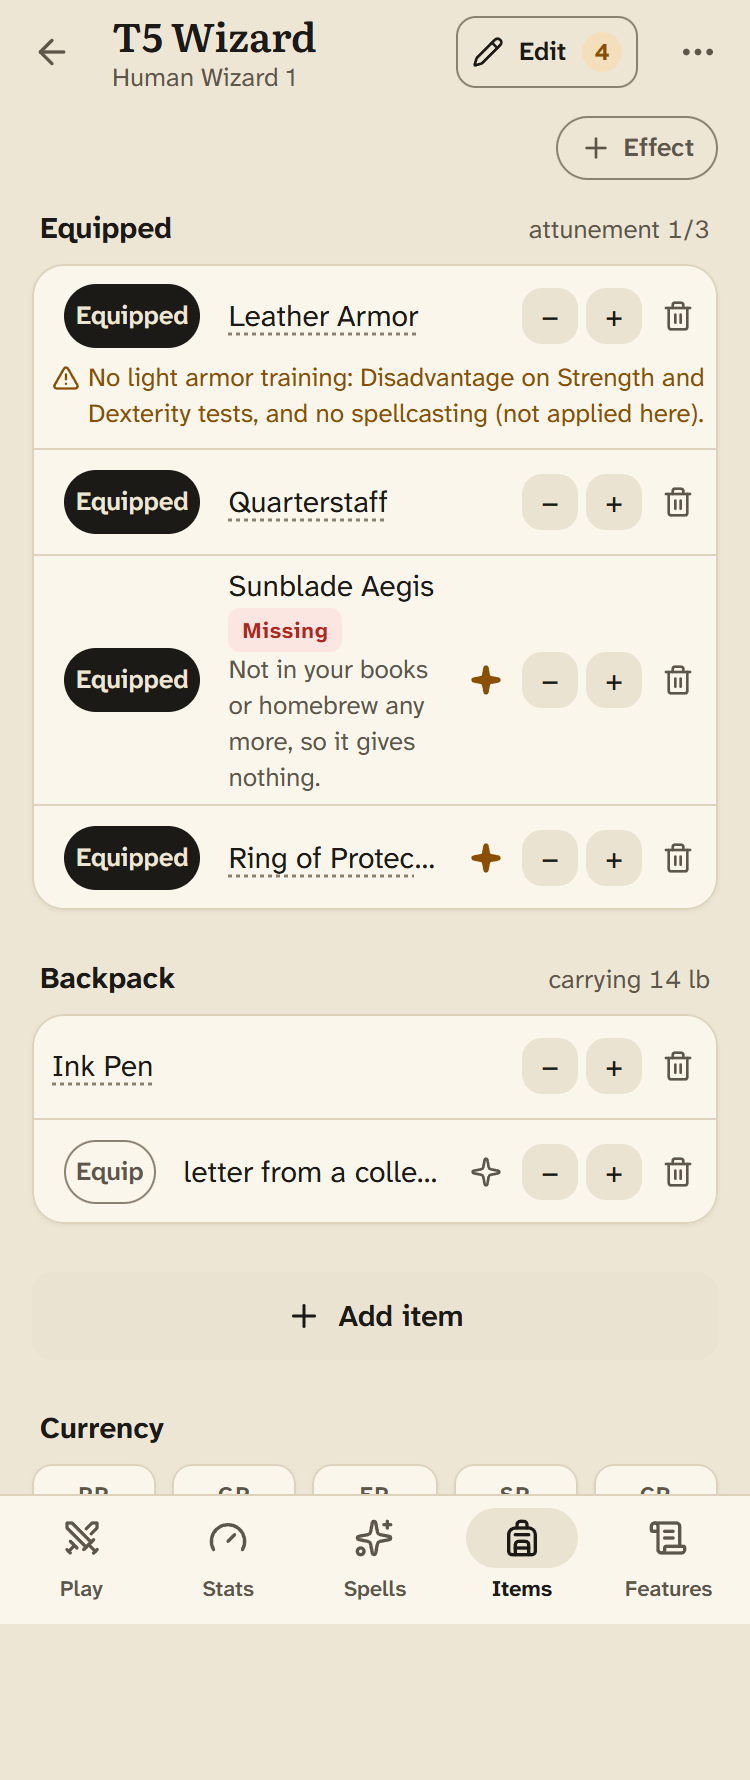 T5 Wizard
Human Wizard 1
Edit 4
+ Effect
Equipped
attunement 1/3
Equipped Leather Armor − +
No light armor training: Disadvantage on Strength and
Dexterity tests, and no spellcasting (not applied here).
Equipped Quarterstaff − +
Sunblade Aegis
Missing
Equipped
Not in your books
or homebrew any
more, so it gives
nothing.
− +
Equipped Ring of Protec... − +
Backpack
carrying 14 lb
Ink Pen − +
Equip letter from a colle... − +
+ Add item
Currency
Play Stats Spells Items Features